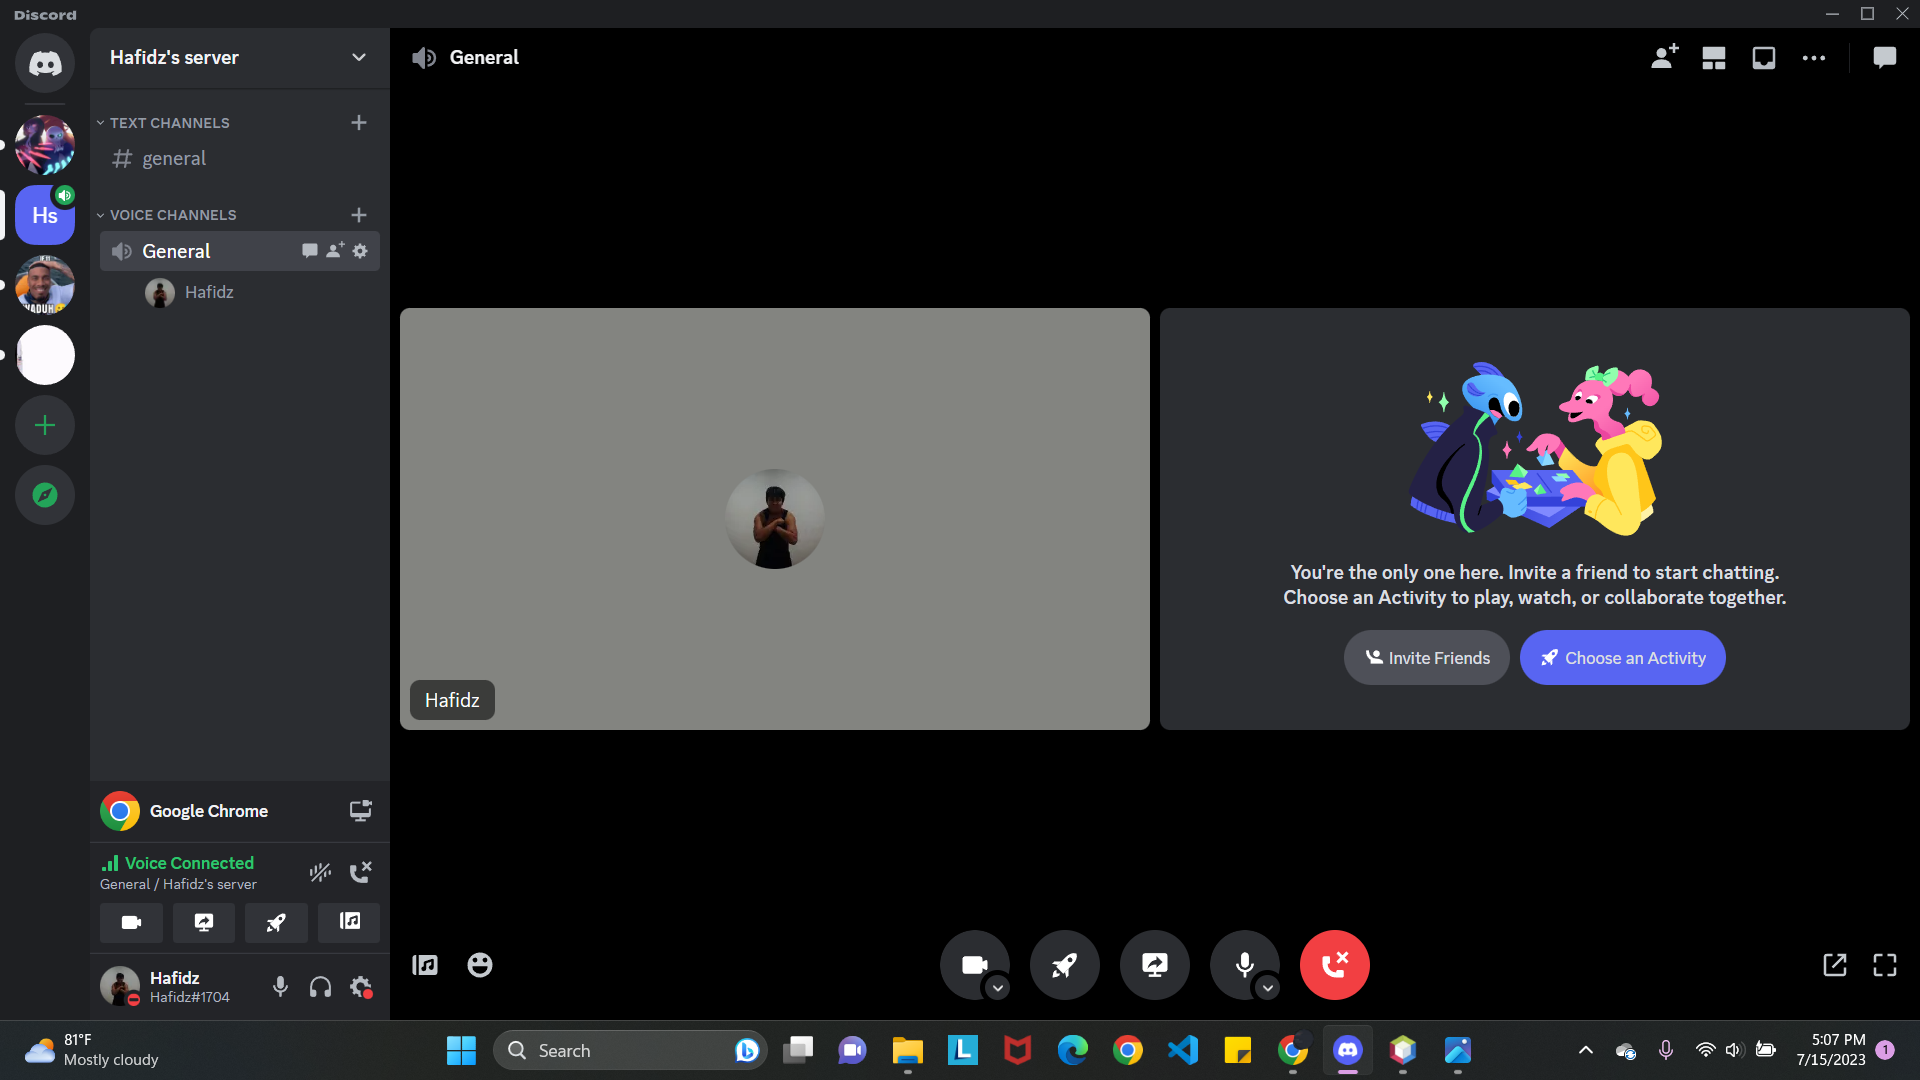 Discord
Hafidz's server
General
TEXT CHANNELS
general
VOICE CHANNELS
Hs
General
Hafidz
Hafidz
You're the only one here. Invite a friend to start chatting.
Choose an Activity to play, watch, or collaborate together.
Invite Friends
Choose an Activity
Google Chrome
Voice Connected
General / Hafidz's server
Hafidz
Hafidz#1704
81°F
Mostly cloudy
Search
L
5:07 PM
7/15/2023
1